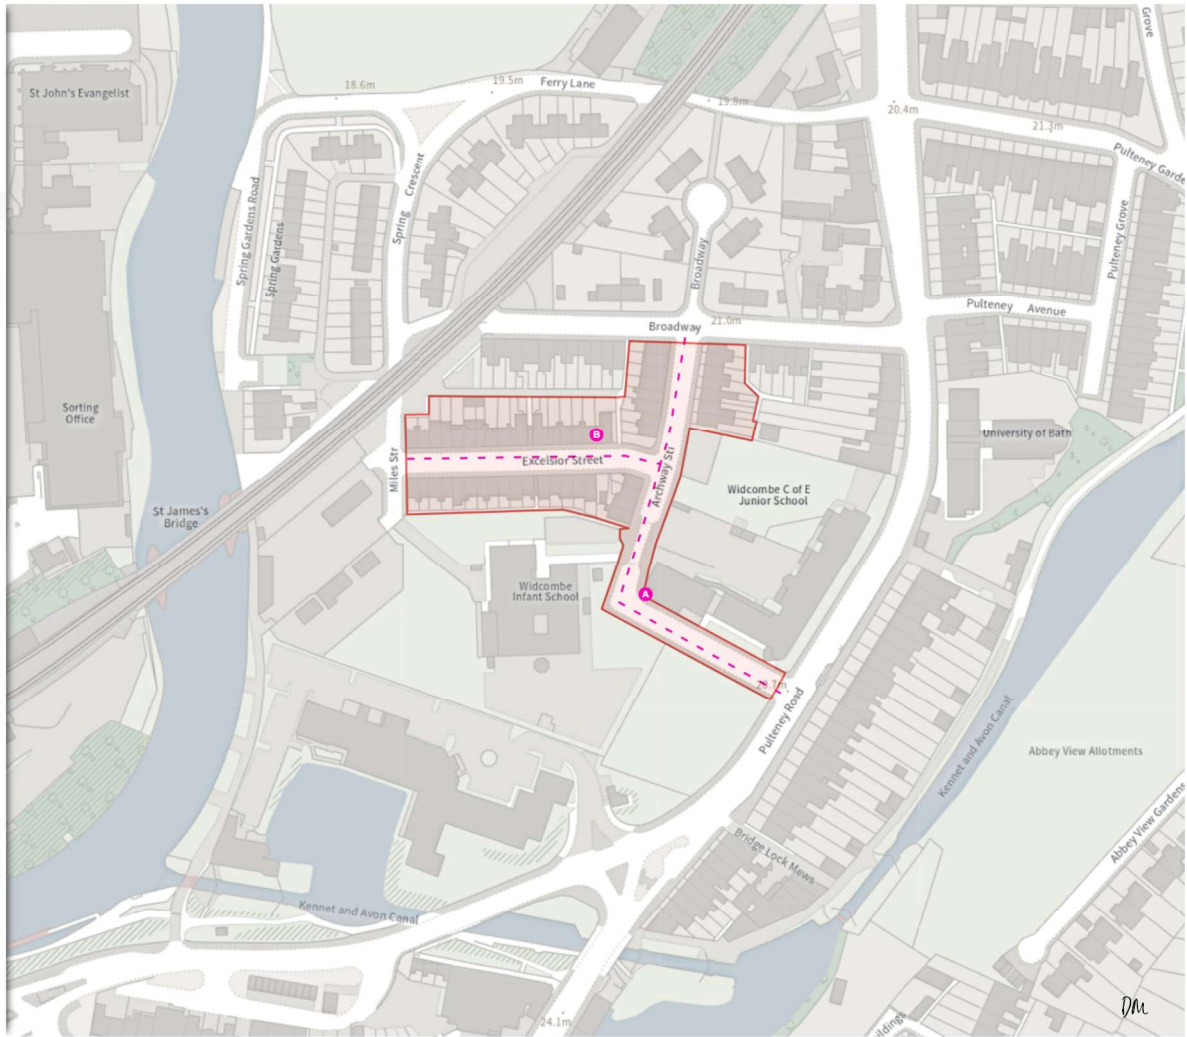 Grove
St John's Evangelist
18.6m
19.5m
Ferry Lane
19.8m
20.4m
21.3m
Pulteney Garde
Spring Crescent
Spring Gardens Road
Spring Gardens
Pulteney Grove
Broadway
Pulteney Avenue
Broadway
21.0m
Sorting
Office
B
University of Bath
Miles Str
Excelsior Street
Archway Str
Widcombe C of E
Junior School
St James's
Bridge
Widcombe
Infant School
A
Pulteney Road
Kennet and Avon Canal
Abbey View Allotments
Abbey View Gardens
Bridge Lock Mews
Kennet and Avon Canal
DM
24.1m
ildings